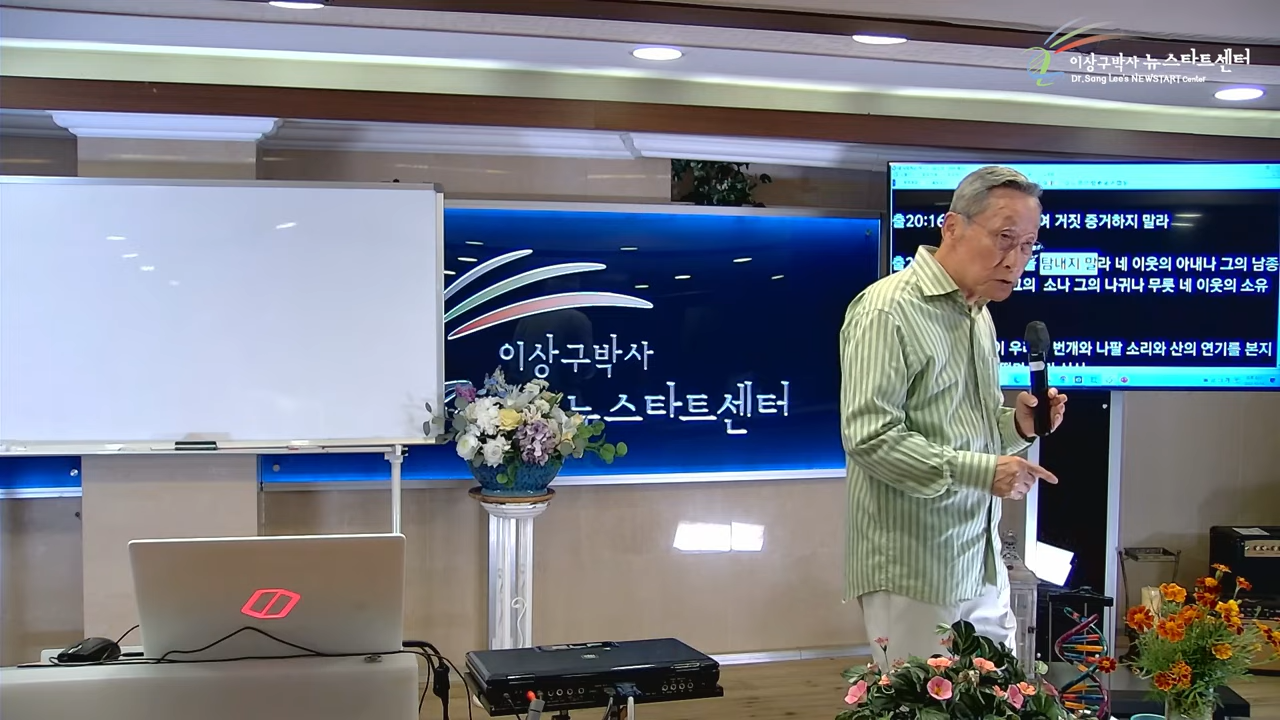 이상구박사 뉴스타트센터
Dr.Sang Lee's NEWSTART Center
출20:16 여 거짓 증거하지 말라
출2 탐내지 말라 네 이웃의 아내나 그의 남종
그의 소나 그의 나귀나 무릇 네 이웃의 소유
이 우 번개와 나팔 소리와 산의 연기를 본지
이상구박사
뉴스타트센터